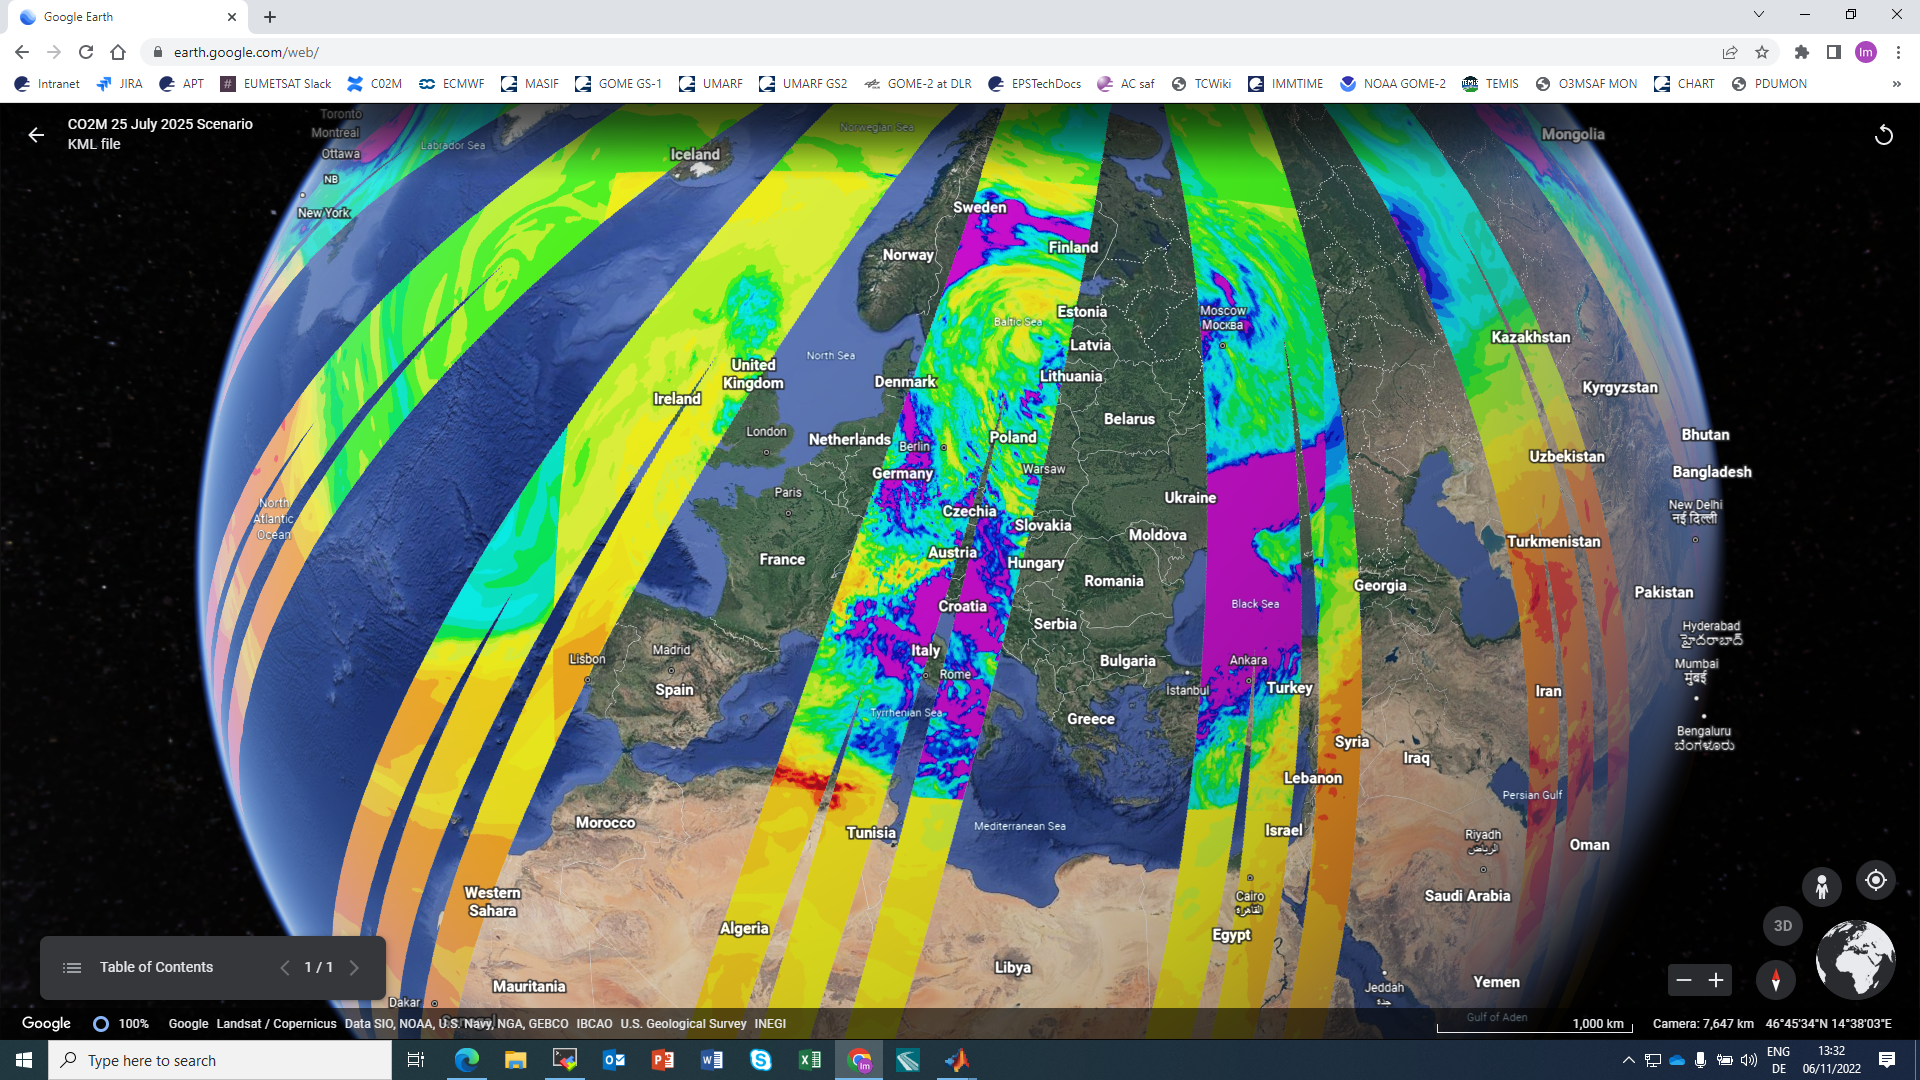 Google Earth
earth.google.com/web/
Im
Intranet JIRA APT EUMETSAT Slack C02M ECMWF MASIF GOME GS-1 UMARF UMARF GS2 GOME-2 at DLR EPSTechDocs AC saf TCWiki IMMTIME NOAA GOME-2 TEMIS O3MSAF MON CHART PDUMON »
CO2M 25 July 2025 Scenario
KML file
Toronto
Montreal
Ottawa
NB
New York
Labrador Sea
Iceland
Norwegian Sea
Mongolia
Sweden
Finland
Norway
Estonia
Baltic Sea
Moscow
Москва
Latvia
Kazakhstan
North Sea
United
Kingdom
Denmark
Lithuania
Kyrgyzstan
Ireland
Belarus
London
Netherlands
Berlin
Poland
Bhutan
Uzbekistan
Germany
Warsaw
Bangladesh
Paris
Ukraine
North
Atlantic
Ocean
New Delhi
नई दिल्ली
Czechia
Slovakia
Moldova
Turkmenistan
France
Austria
Hungary
Romania
Georgia
Pakistan
Croatia
Black Sea
Serbia
Hyderabad
హైదరాబాద్
Lisbon
Madrid
Italy
Rome
Bulgaria
Ankara
Mumbai
मुंबई
Spain
Istanbul
Turkey
Iran
Tyrrhenian Sea
Greece
Bengaluru
ಬೆಂಗಳೂರು
Syria
Iraq
Lebanon
Persian Gulf
Morocco
Tunisia
Mediterranean Sea
Israel
Riyadh
الرياض
Oman
Western
Sahara
Cairo
القاهرة
Saudi Arabia
Algeria
Egypt
3D
Table of Contents 1 / 1
Libya
Mauritania
Yemen
Dakar
Jeddah
جدة
Gulf of Aden
Google 100% Google Landsat / Copernicus Data SIO, NOAA, U.S. Navy, NGA, GEBCO IBCAO U.S. Geological Survey INEGI
1,000 km Camera: 7,647 km 46°45'34"N 14°38'03"E
Type here to search
ENG
DE
13:32
06/11/2022